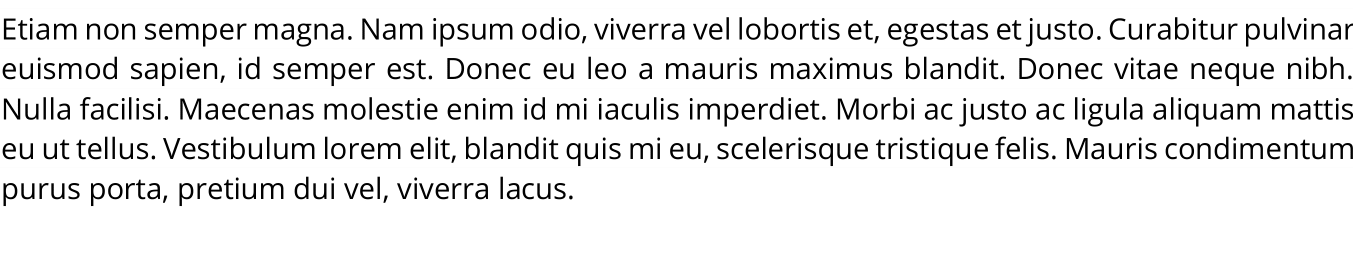 Etiam non semper magna. Nam ipsum odio, viverra vel lobortis et, egestas et justo. Curabitur pulvinar
euismod sapien, id semper est. Donec eu leo a mauris maximus blandit. Donec vitae neque nibh.
Nulla facilisi. Maecenas molestie enim id mi iaculis imperdiet. Morbi ac justo ac ligula aliquam mattis
eu ut tellus. Vestibulum lorem elit, blandit quis mi eu, scelerisque tristique felis. Mauris condimentum
purus porta, pretium dui vel, viverra lacus.